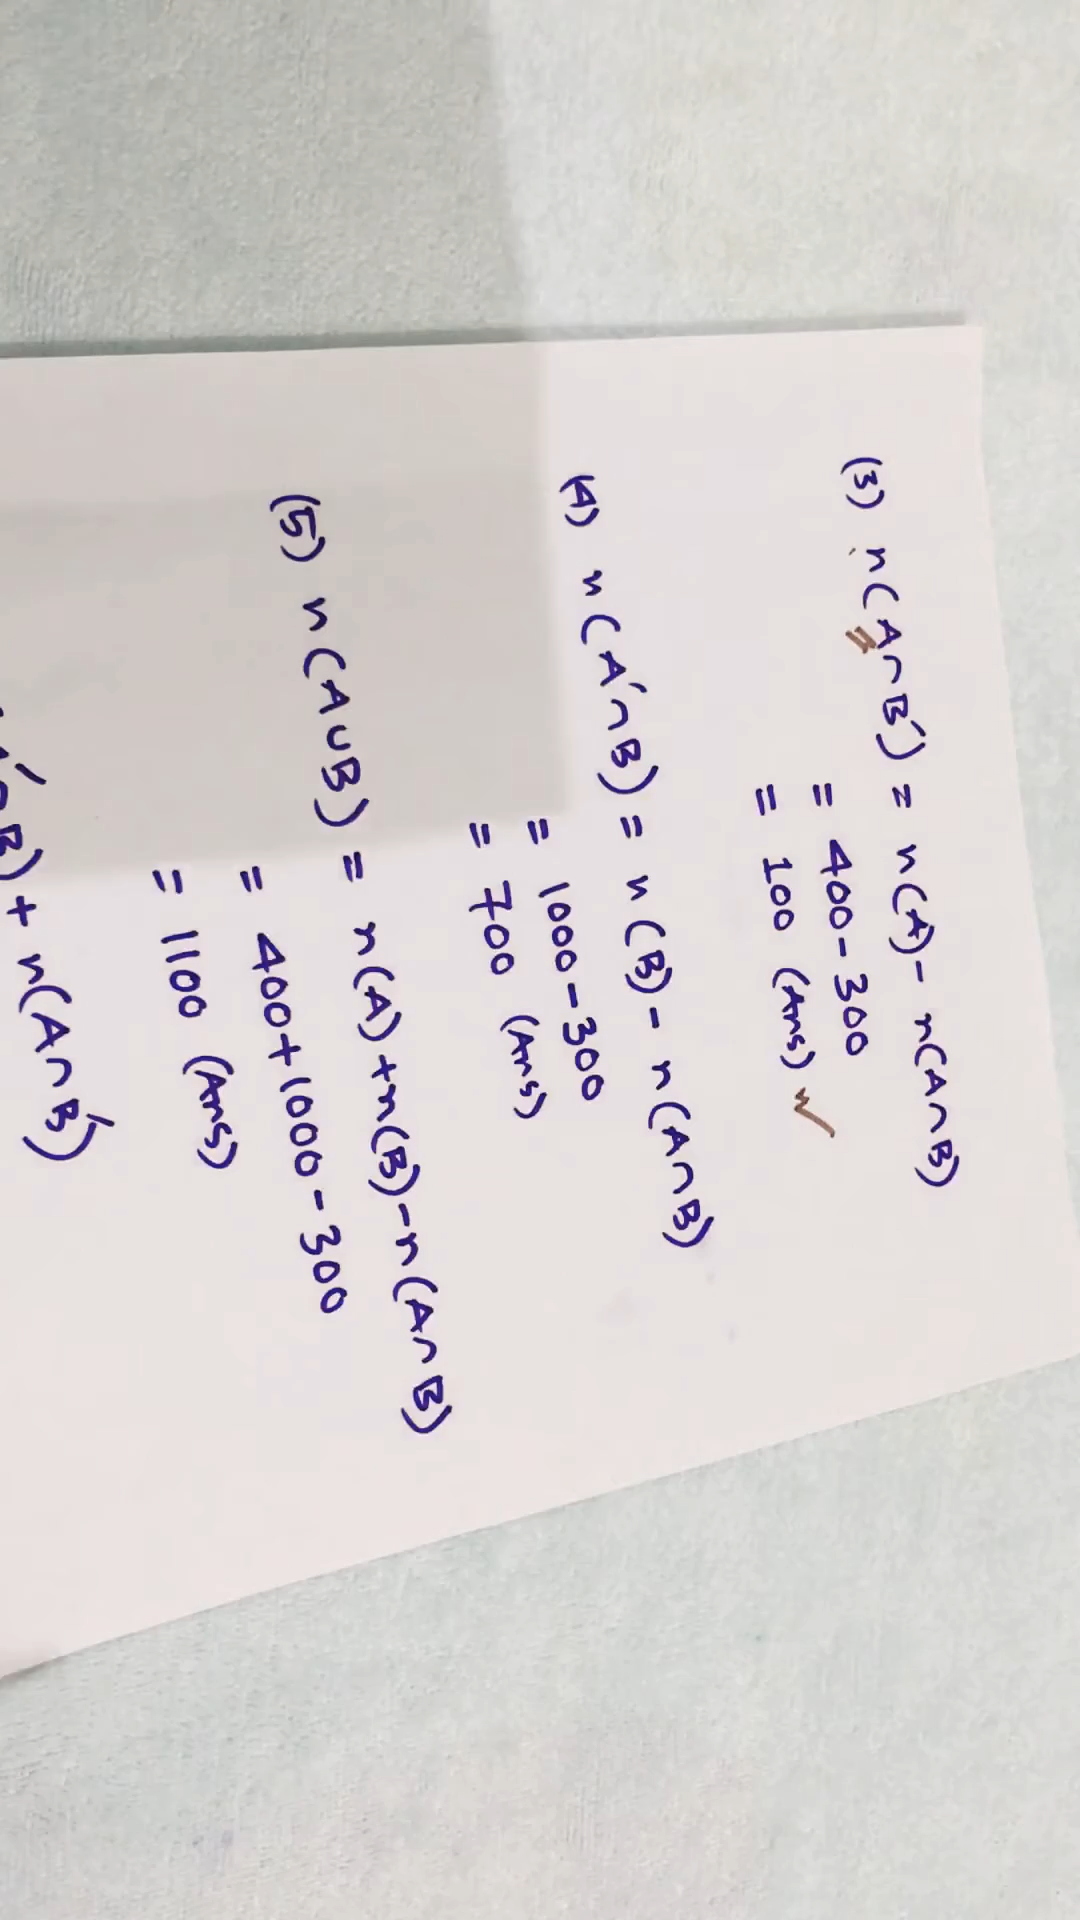 (3) n(A∩B') = n(A) - n(A∩B)
= 400-300
= 100 (Ans)
(4) n(A'∩B) = n(B) - n(A∩B)
= 1000-300
= 700 (Ans)
(5) n(A∪B) = n(A)+n(B)-n(A∩B)
= 400+1000-300
= 1100 (Ans)
∩B) + n(A∩B')